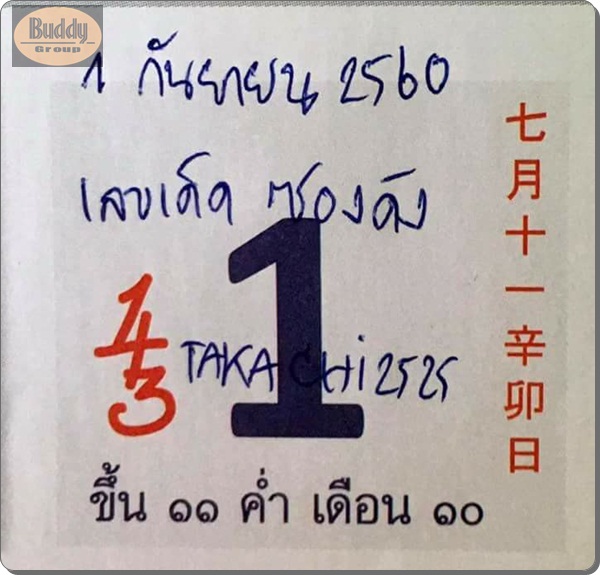 Buddy
Group
1 กันยายน 2560
เลขเด็ด ซองดัง
1
1
4
3
TAKACHi2525
七月十一辛卯日
ขึ้น ๑๑ ค่ำ เดือน ๑๐